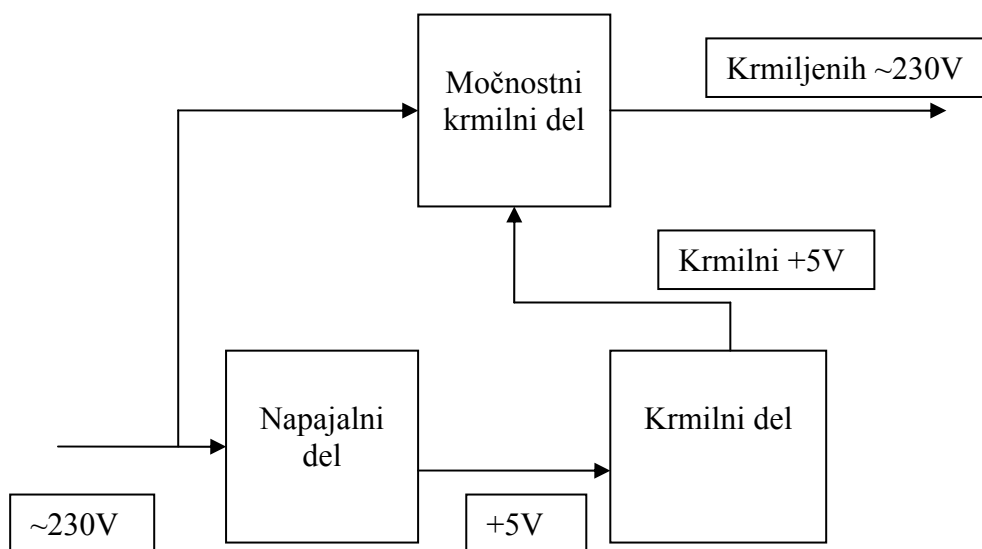 Močnostni
krmilni del
Krmiljenih ~230V
Krmilni +5V
Napajalni
del
Krmilni del
~230V
+5V